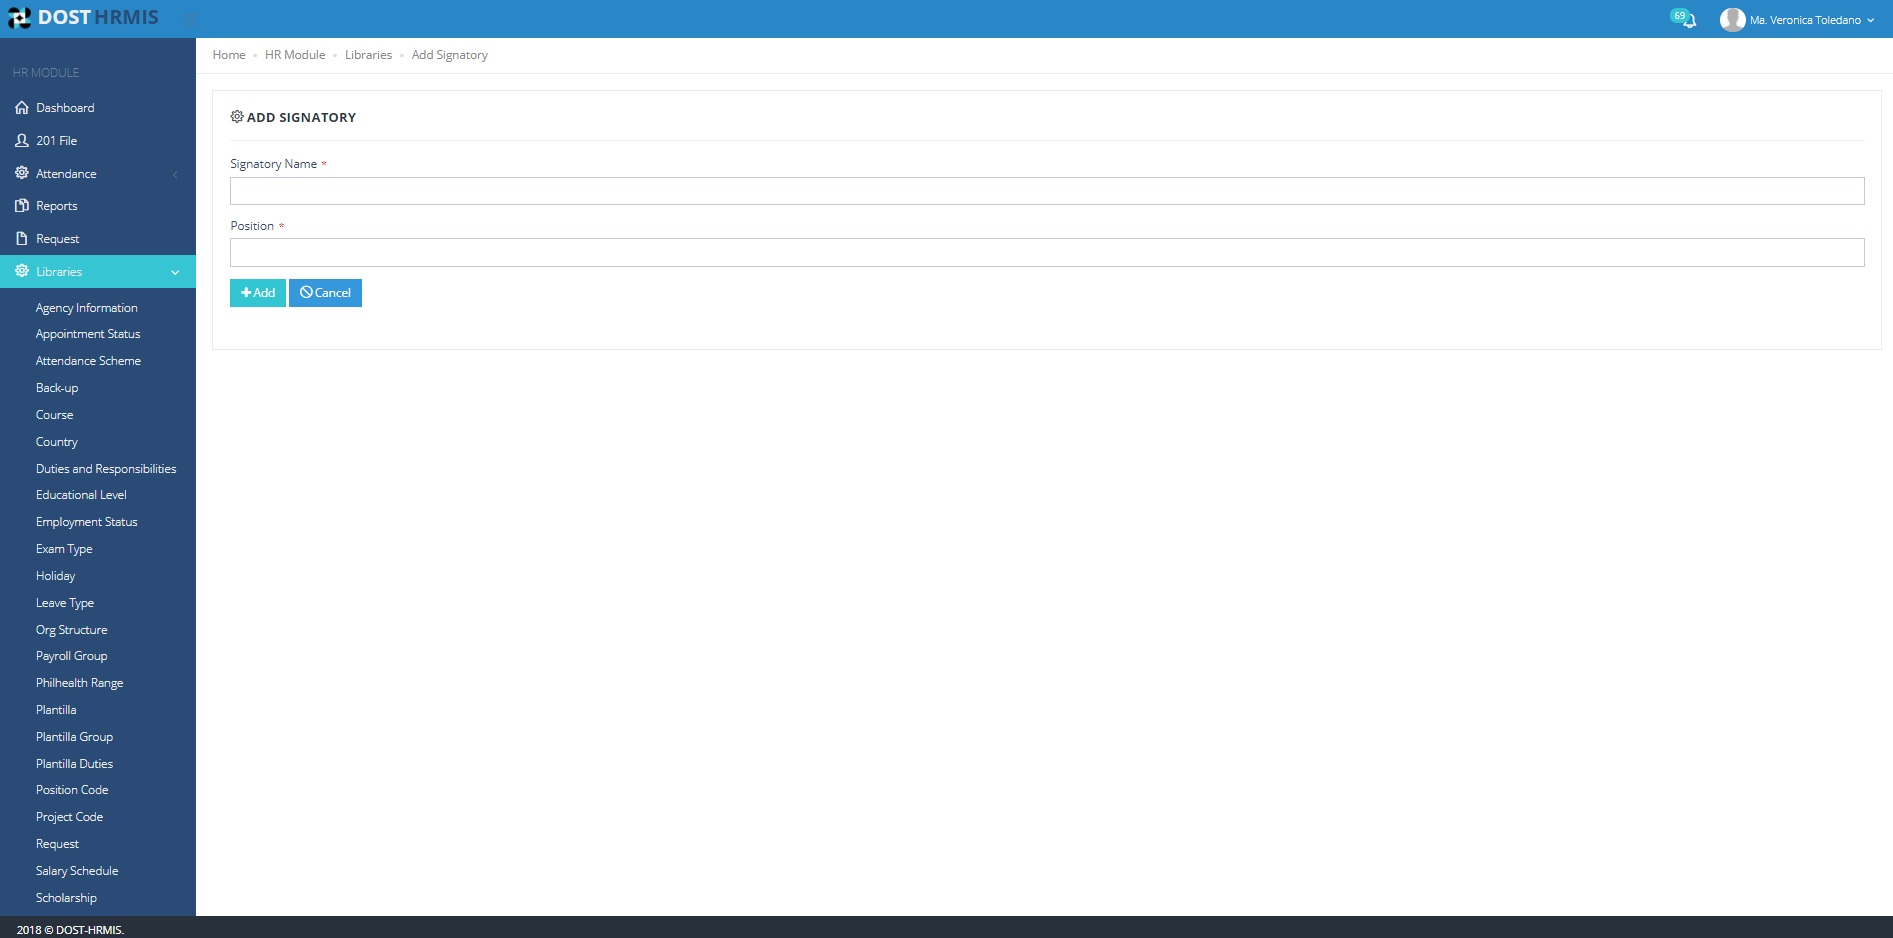 DOST HRMIS
69
Ma. Veronica Toledano
HR MODULE
Dashboard
201 File
Attendance
Reports
Request
Libraries
Agency Information
Appointment Status
Attendance Scheme
Back-up
Course
Country
Duties and Responsibilities
Educational Level
Employment Status
Exam Type
Holiday
Leave Type
Org Structure
Payroll Group
Philhealth Range
Plantilla
Plantilla Group
Plantilla Duties
Position Code
Project Code
Request
Salary Schedule
Scholarship
Home • HR Module • Libraries • Add Signatory
ADD SIGNATORY
Signatory Name *
Position *
Add
Cancel
2018 © DOST-HRMIS.